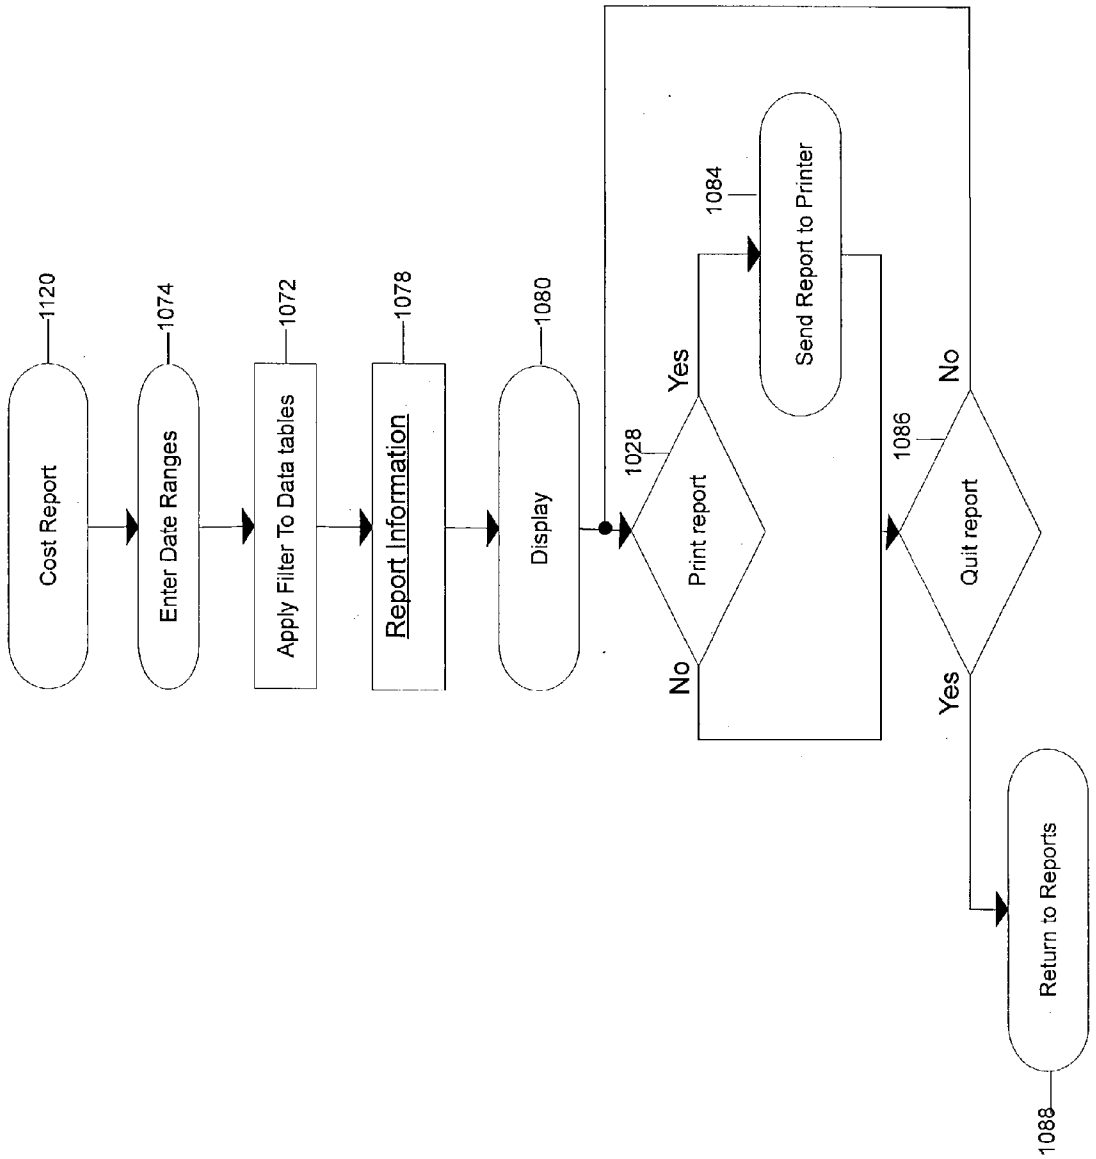 Cost Report
1120
Enter Date Ranges
1074
Apply Filter To Data tables
1072
Report Information
1078
Display
1080
Print report
1028
Yes
No
Send Report to Printer
1084
Quit report
1086
No
Yes
Return to Reports
1088